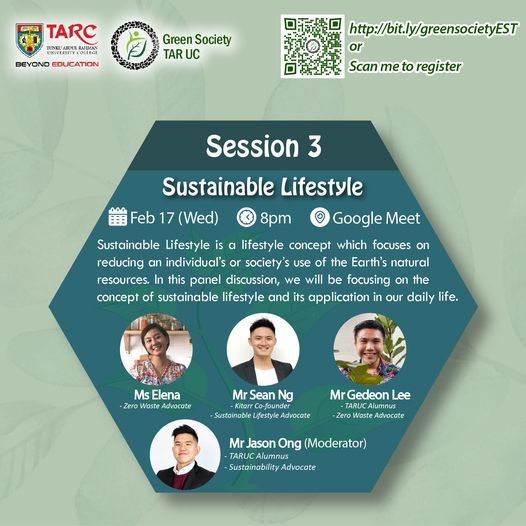 TARC
TUNKU ABDUL RAHMAN
UNIVERSITY COLLEGE
BEYOND EDUCATION
Green Society
TAR UC
http://bit.ly/greensocietyEST
or
Scan me to register
Session 3
Sustainable Lifestyle
Feb 17 (Wed)
8pm
Google Meet
Sustainable Lifestyle is a lifestyle concept which focuses on
reducing an individual's or society's use of the Earth's natural
resources. In this panel discussion, we will be focusing on the
concept of sustainable lifestyle and its application in our daily life.
Ms Elena
- Zero Waste Advocate
Mr Sean Ng
- Kitarr Co-founder
- Sustainable Lifestyle Advocate
Mr Gedeon Lee
- TARUC Alumnus
- Zero Waste Advocate
Mr Jason Ong (Moderator)
- TARUC Alumnus
- Sustainability Advocate